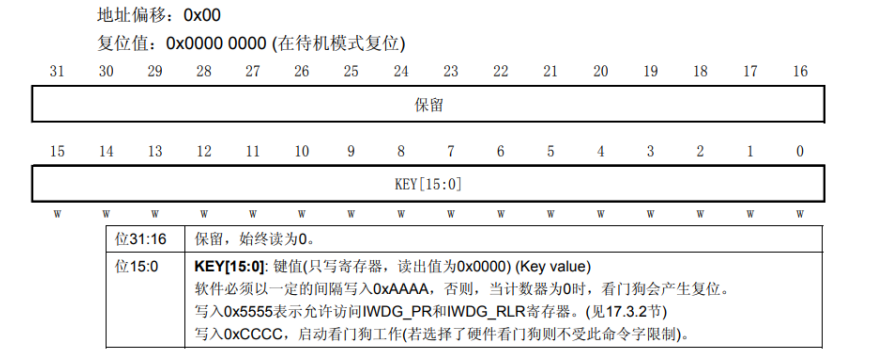 地址偏移：0x00
复位值：0x0000 0000 (在待机模式复位)
31 30 29 28 27 26 25 24 23 22 21 20 19 18 17 16
保留
15 14 13 12 11 10 9 8 7 6 5 4 3 2 1 0
KEY[15:0]
w w w w w w w w w w w w w w w w
位31:16 保留，始终读为0。
位15:0 KEY[15:0]: 键值(只写寄存器，读出值为0x0000) (Key value)
软件必须以一定的间隔写入0xAAAA，否则，当计数器为0时，看门狗会产生复位。
写入0x5555表示允许访问IWDG_PR和IWDG_RLR寄存器。(见17.3.2节)
写入0xCCCC，启动看门狗工作(若选择了硬件看门狗则不受此命令字限制)。